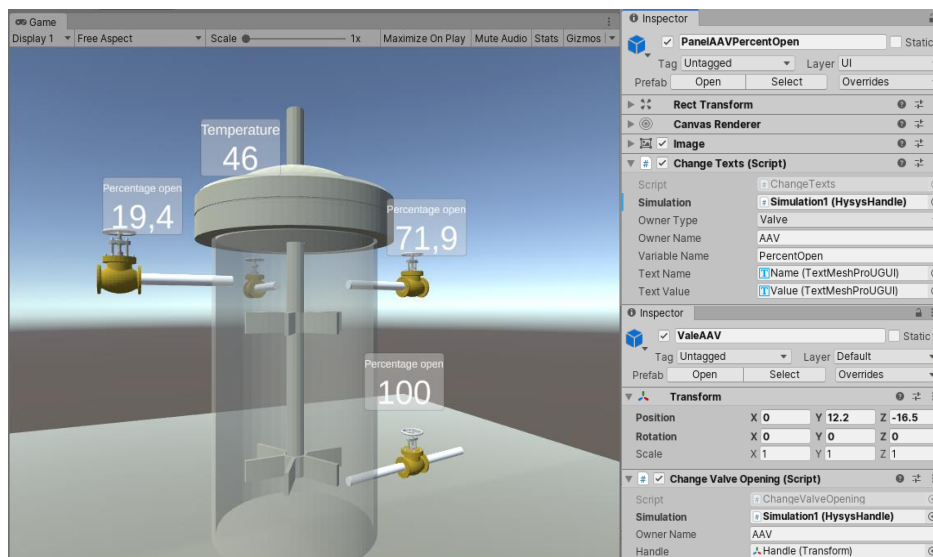 Game
Display 1 Free Aspect Scale 1x Maximize On Play Mute Audio Stats Gizmos
Temperature
46
Percentage open
19,4
Percentage open
71,9
Percentage open
100
Inspector
PanelAAVPercentOpen Static
Tag Untagged Layer UI
Prefab Open Select Overrides
Rect Transform
Canvas Renderer
Image
# Change Texts (Script)
Script # ChangeTexts
Simulation # Simulation1 (HysysHandle)
Owner Type Valve
Owner Name AAV
Variable Name PercentOpen
Text Name T Name (TextMeshProUGUI)
Text Value T Value (TextMeshProUGUI)
Inspector
ValeAAV Static
Tag Untagged Layer Default
Prefab Open Select Overrides
Transform
Position X 0 Y 12.2 Z -16.5
Rotation X 0 Y 0 Z 0
Scale X 1 Y 1 Z 1
# Change Valve Opening (Script)
Script # ChangeValveOpening
Simulation # Simulation1 (HysysHandle)
Owner Name AAV
Handle Handle (Transform)